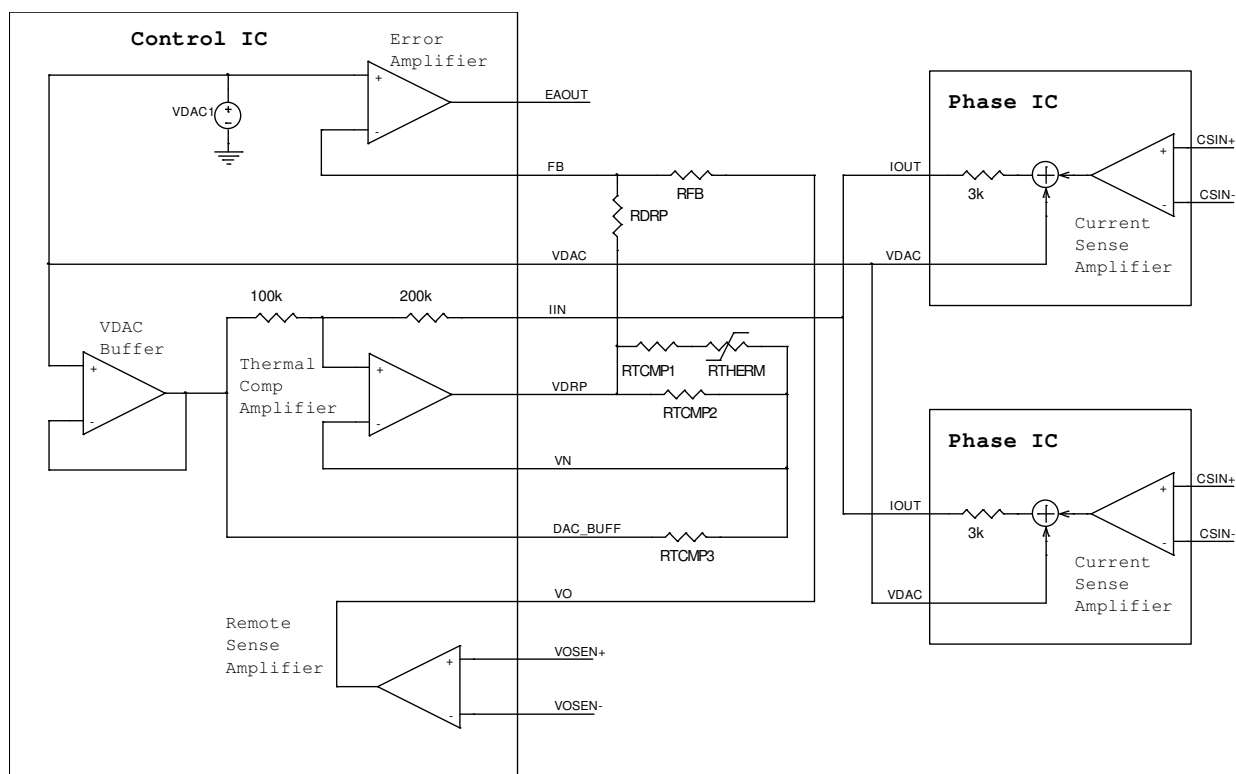 Control IC
Error
Amplifier
+
-
VDAC1
+
-
EAOUT
FB
RFB
RDRP
VDAC
100k
200k
IIN
VDAC
Buffer
+
-
Thermal
Comp
Amplifier
+
-
VDRP
RTCMP1
RTHERM
RTCMP2
VN
DAC_BUFF
RTCMP3
VO
Remote
Sense
Amplifier
+
-
VOSEN+
VOSEN-
Phase IC
IOUT
3k
+
-
CSIN+
CSIN-
VDAC
Current
Sense
Amplifier
Phase IC
IOUT
3k
+
-
CSIN+
CSIN-
VDAC
Current
Sense
Amplifier